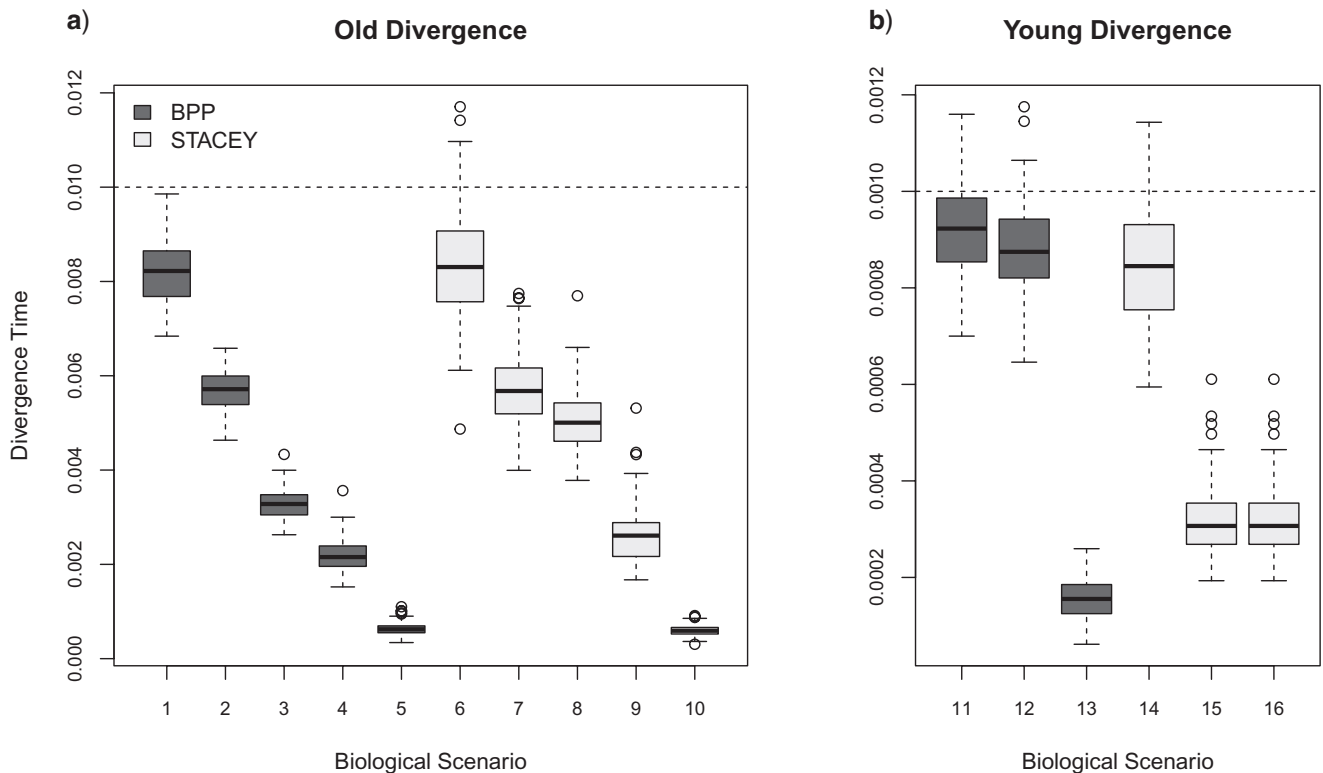 a)
Old Divergence
BPP
STACEY
0.012
0.010
0.008
0.006
0.004
0.002
0.000
Divergence Time
1 2 3 4 5 6 7 8 9 10
Biological Scenario
b)
Young Divergence
0.0012
0.0010
0.0008
0.0006
0.0004
0.0002
11 12 13 14 15 16
Biological Scenario